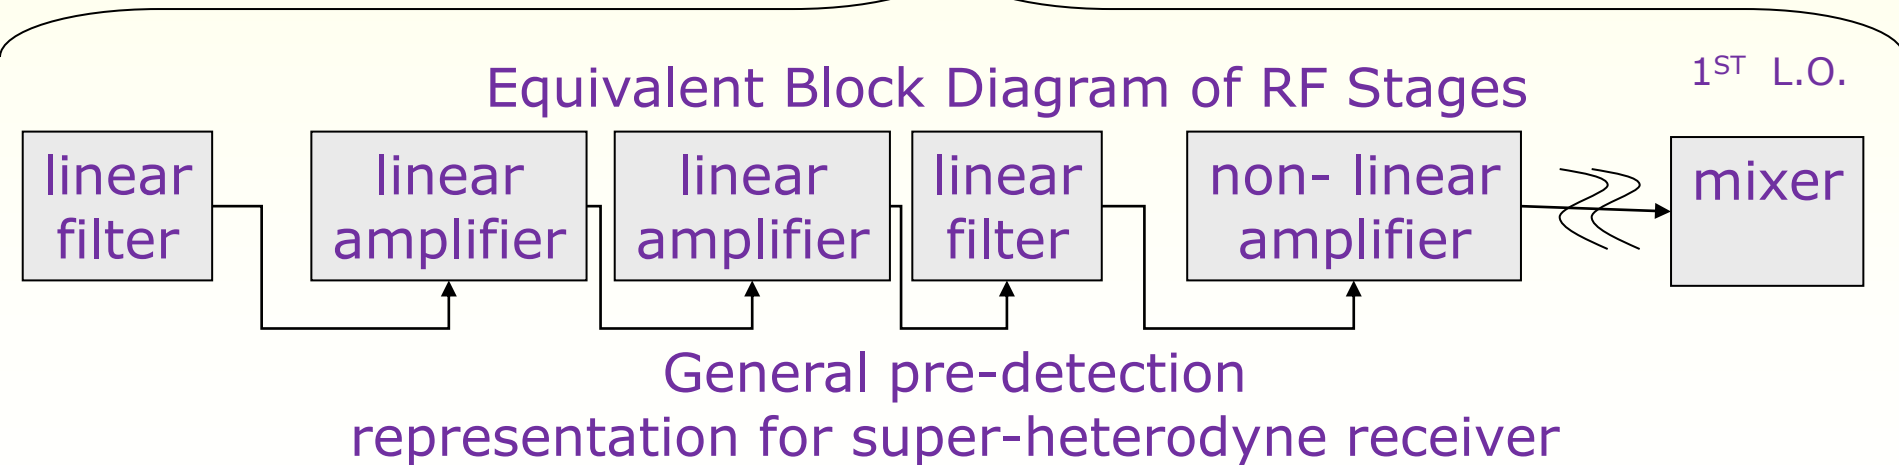 Equivalent Block Diagram of RF Stages
1ST L.O.
linear
filter
linear
amplifier
linear
amplifier
linear
filter
non- linear
amplifier
mixer
General pre-detection
representation for super-heterodyne receiver